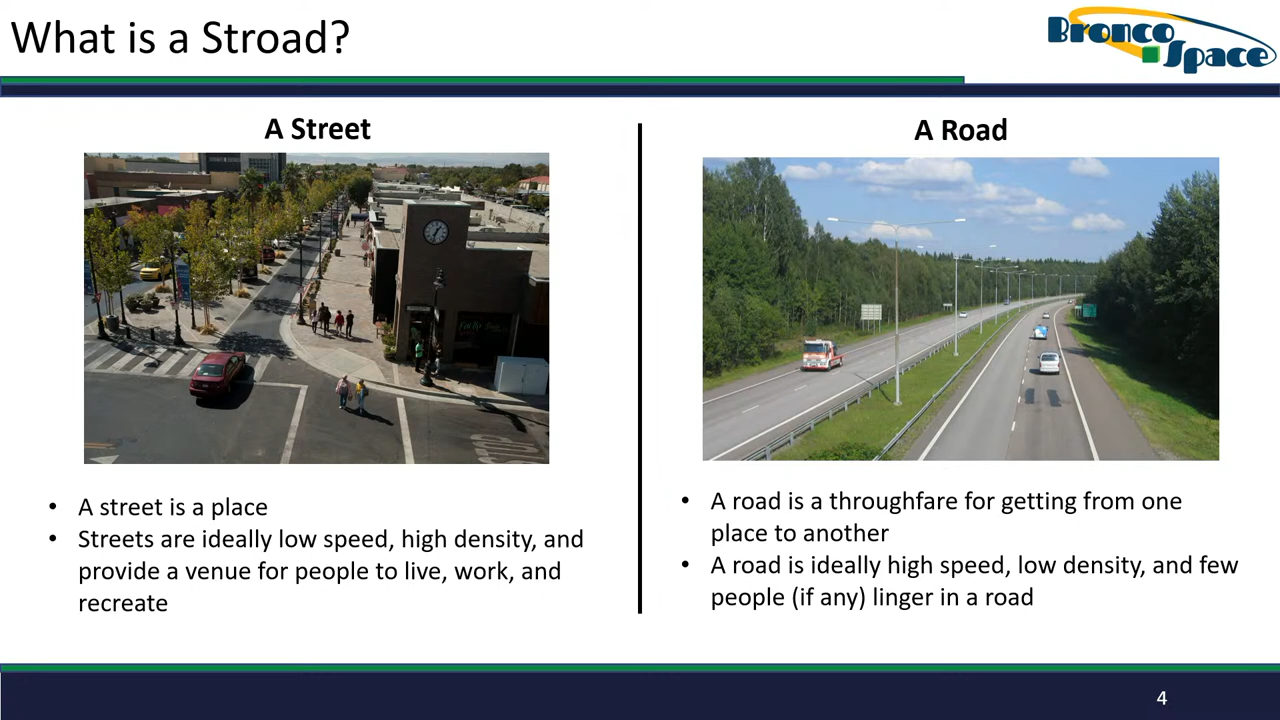 What is a Stroad?
Bronco
Space
A Street
STOP
• A street is a place
• Streets are ideally low speed, high density, and
provide a venue for people to live, work, and
recreate
A Road
• A road is a throughfare for getting from one
place to another
• A road is ideally high speed, low density, and few
people (if any) linger in a road
4